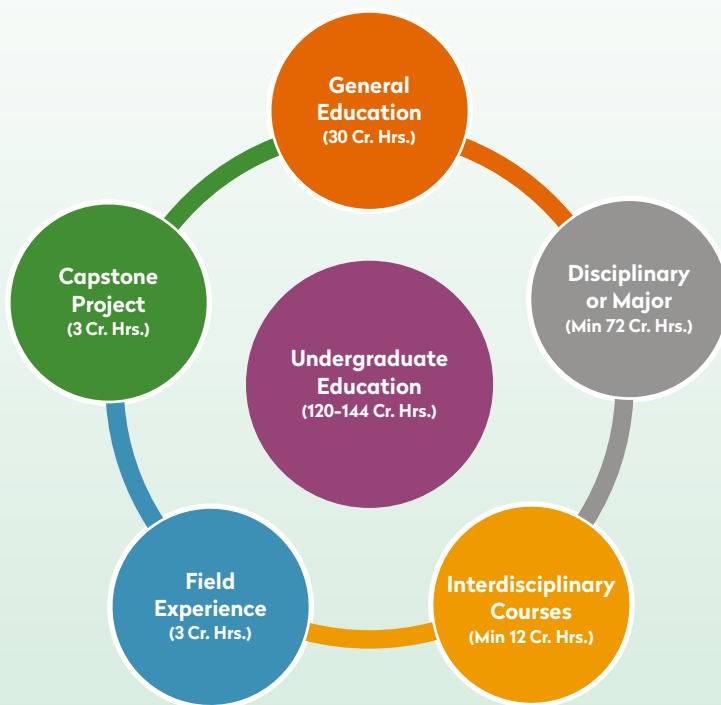 General
Education
(30 Cr. Hrs.)
Disciplinary
or Major
(Min 72 Cr. Hrs.)
Capstone
Project
(3 Cr. Hrs.)
Undergraduate
Education
(120-144 Cr. Hrs.)
Interdisciplinary
Courses
(Min 12 Cr. Hrs.)
Field
Experience
(3 Cr. Hrs.)